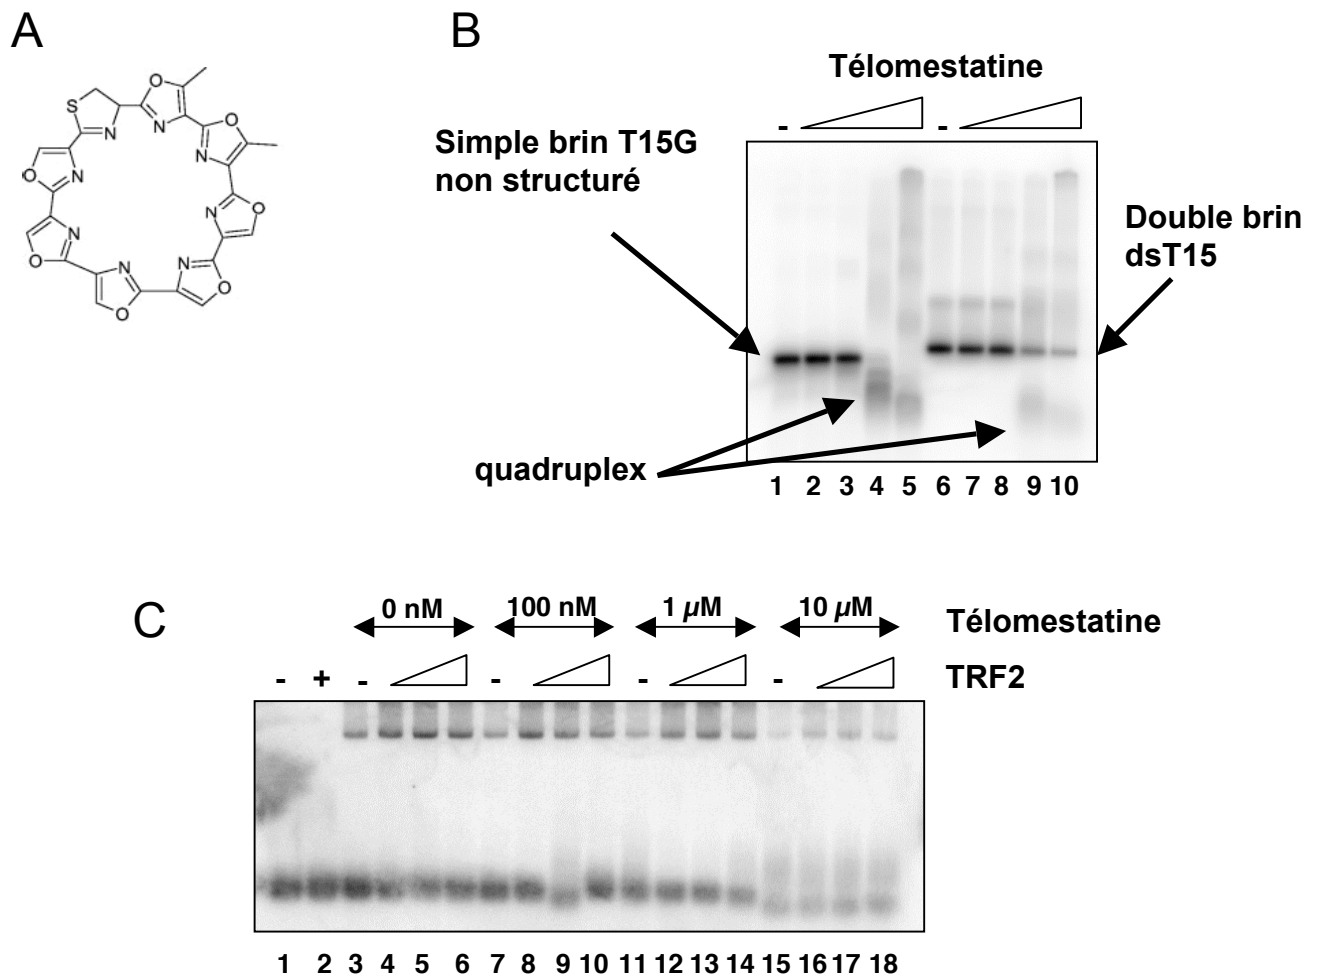 A
B
Télomestatine
- -
Simple brin T15G
non structuré
Double brin
dsT15
quadruplex
1 2 3 4 5 6 7 8 9 10
C
0 nM 100 nM 1 µM 10 µM Télomestatine
- + - - - - TRF2
1 2 3 4 5 6 7 8 9 10 11 12 13 14 15 16 17 18
S N O N O N N O N O N O N O N O